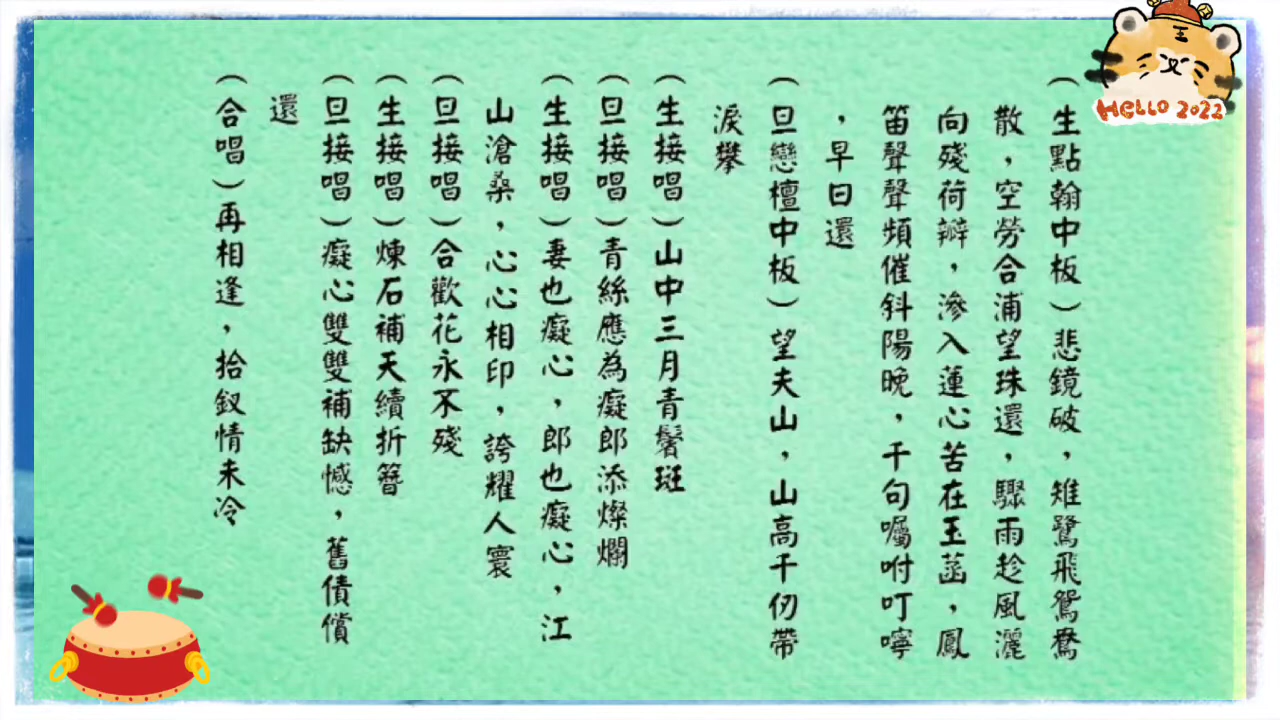 （生點翰中板）悲鏡破，雉鷺飛鴛鴦
散，空勞合浦望珠還，驟雨趁風灑
向殘荷瓣，滲入蓮心苦在玉菡，鳳
笛聲聲頻催斜陽晚，千句囑咐叮嚀
，早日還
（旦戀檀中板）望夫山，山高千仞帶
淚攀
（生接唱）山中三月青鬢斑
（旦接唱）青絲應為癡郎添燦爛
（生接唱）妻也癡心，郎也癡心，江
山滄桑，心心相印，誇耀人寰
（旦接唱）合歡花永不殘
（生接唱）煉石補天續折簪
（旦接唱）癡心雙雙補缺憾，舊債償
還
（合唱）再相逢，拾釵情未冷
王
HELLO 2022